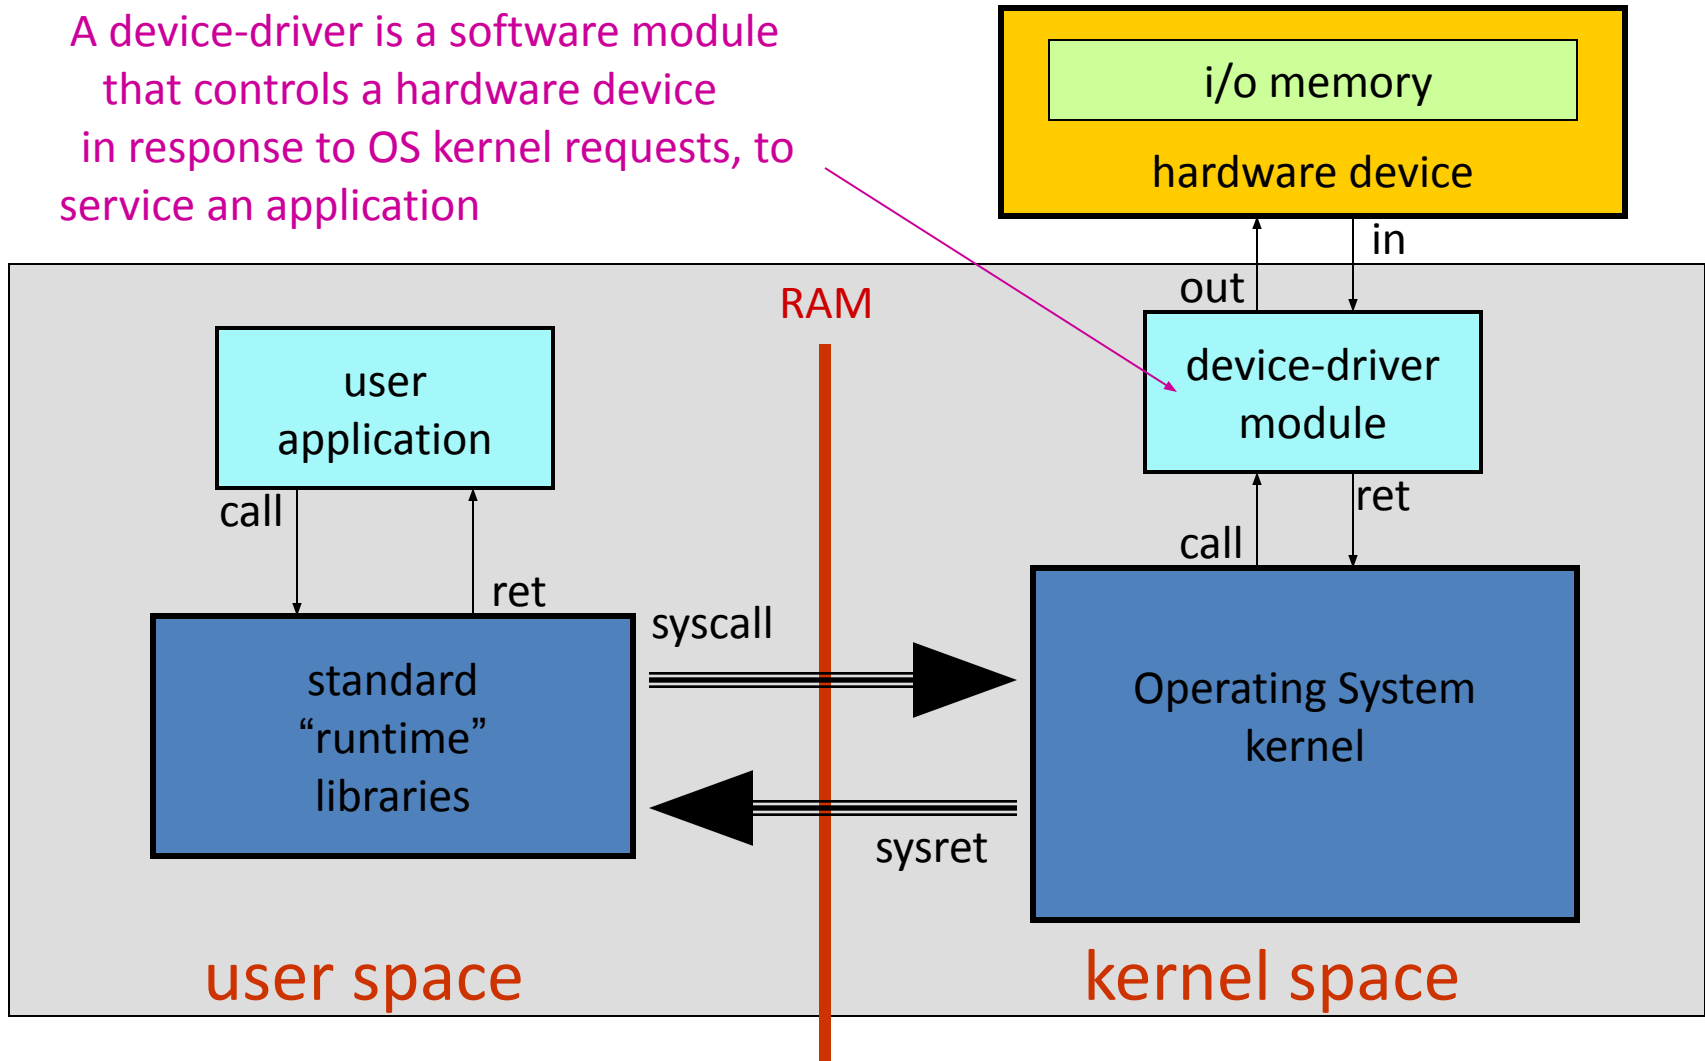 A device-driver is a software module
that controls a hardware device
in response to OS kernel requests, to
service an application
i/o memory
hardware device
in
out
RAM
user
application
device-driver
module
call
ret
ret
call
syscall
standard
“runtime”
libraries
Operating System
kernel
sysret
user space
kernel space